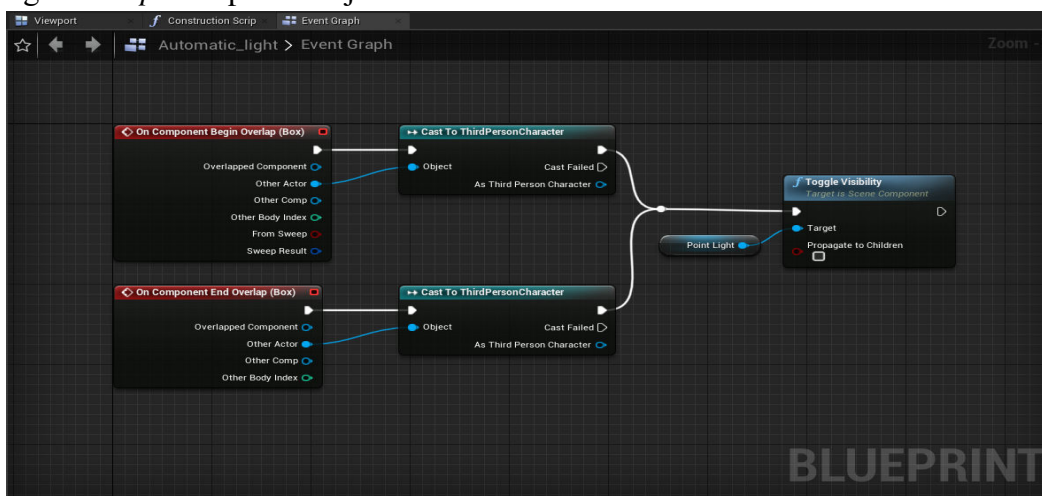 Viewport
Construction Scrip
Event Graph
Automatic_light > Event Graph
Zoom -
On Component Begin Overlap (Box)
Overlapped Component
Other Actor
Other Comp
Other Body Index
From Sweep
Sweep Result
Cast To ThirdPersonCharacter
Object
Cast Failed
As Third Person Character
On Component End Overlap (Box)
Overlapped Component
Other Actor
Other Comp
Other Body Index
Cast To ThirdPersonCharacter
Object
Cast Failed
As Third Person Character
Point Light
Toggle Visibility
Target is Scene Component
Target
Propagate to Children
BLUEPRINT